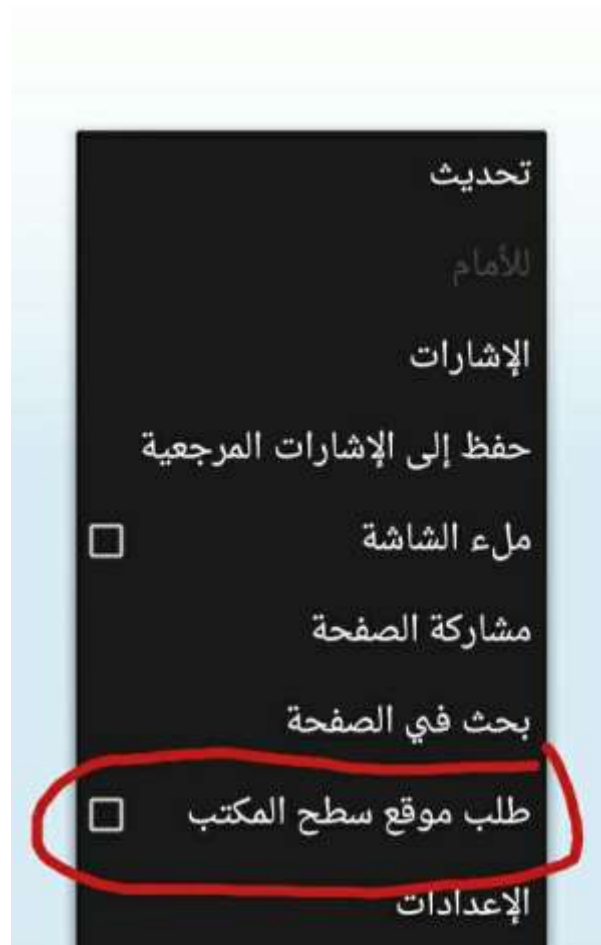 تحديث
للأمام
الإشارات
حفظ إلى الإشارات المرجعية
ملء الشاشة
مشاركة الصفحة
بحث في الصفحة
طلب موقع سطح المكتب
الإعدادات